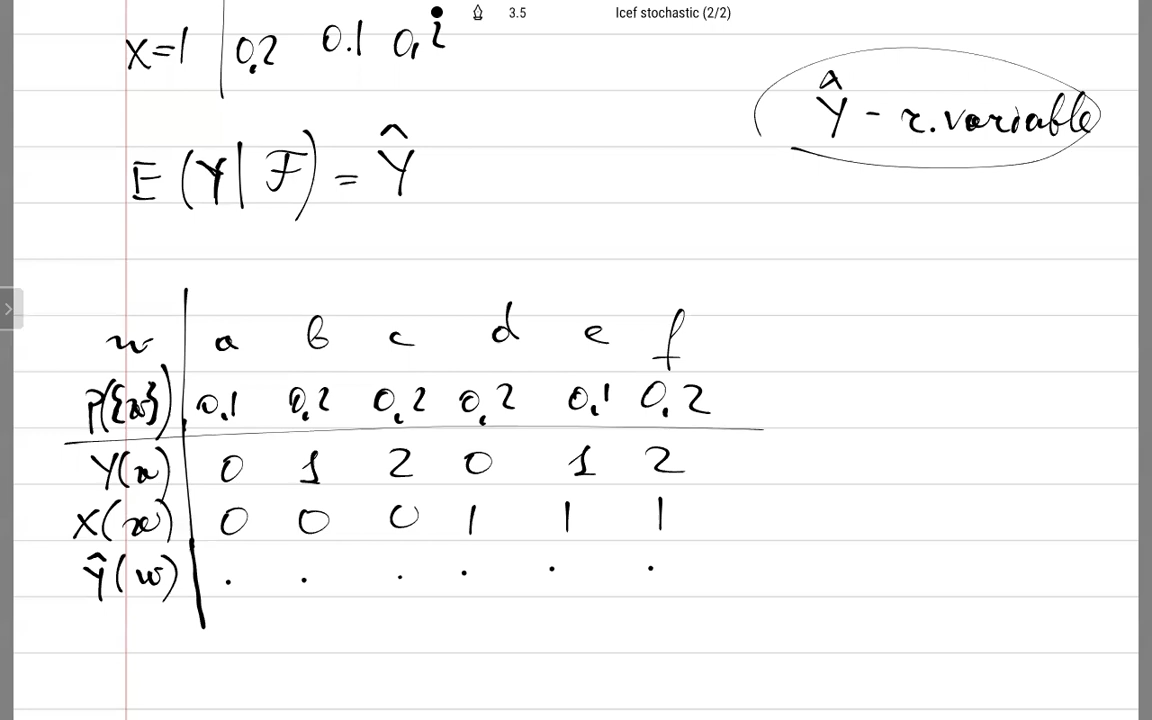 3.5 Icef stochastic (2/2)
X=1 | 0,2 0.1 0,2
Ŷ - r.variable
E(Y|F) = Ŷ
w | a b c d e f
P({w}) | 0,1 0,2 0,2 0,2 0,1 0,2
Y(w) | 0 1 2 0 1 2
X(w) | 0 0 0 1 1 1
Ŷ(w) | . . . . . .